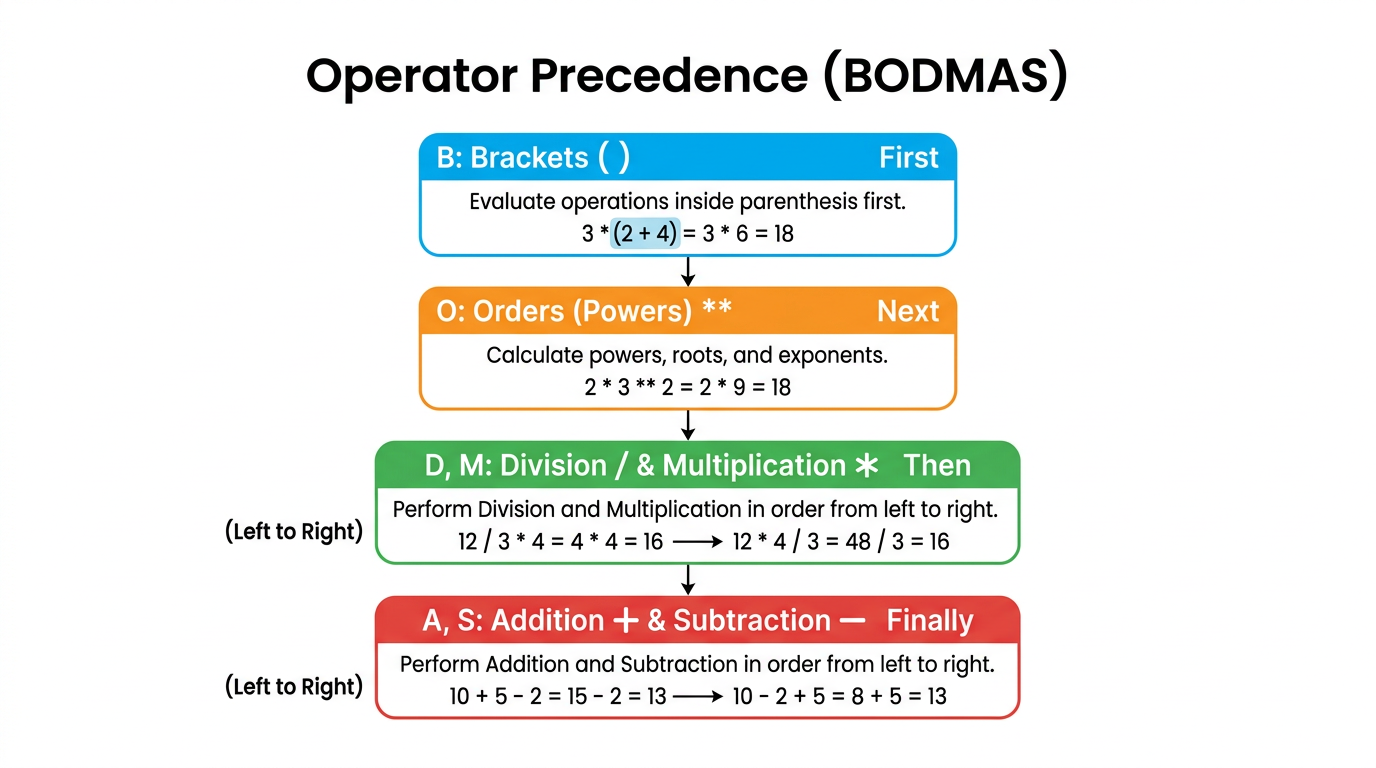 Operator Precedence (BODMAS)
B: Brackets ( ) First
Evaluate operations inside parenthesis first.
3 * (2 + 4) = 3 * 6 = 18
O: Orders (Powers) ** Next
Calculate powers, roots, and exponents.
2 * 3 ** 2 = 2 * 9 = 18
D, M: Division / & Multiplication * Then
Perform Division and Multiplication in order from left to right.
(Left to Right)
12 / 3 * 4 = 4 * 4 = 16 ⟶ 12 * 4 / 3 = 48 / 3 = 16
A, S: Addition + & Subtraction − Finally
Perform Addition and Subtraction in order from left to right.
(Left to Right)
10 + 5 − 2 = 15 − 2 = 13 ⟶ 10 − 2 + 5 = 8 + 5 = 13